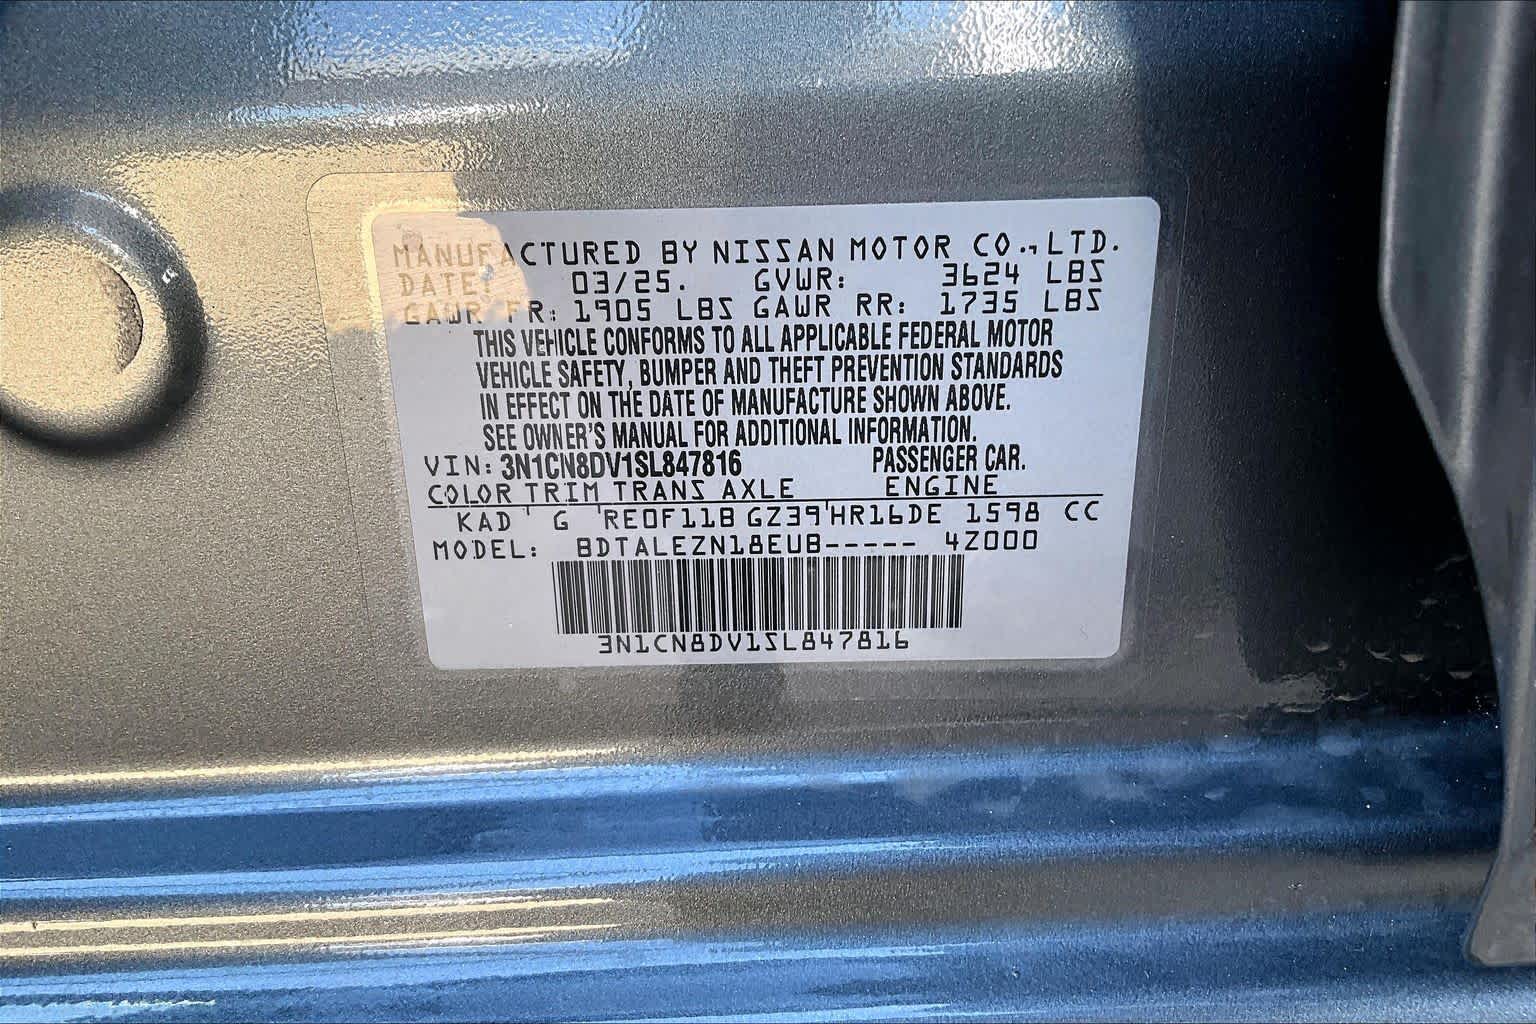 MANUFACTURED BY NISSAN MOTOR CO., LTD.
DATE: 03/25. GVWR: 3624 LBS
GAWR FR: 1905 LBS GAWR RR: 1735 LBS
THIS VEHICLE CONFORMS TO ALL APPLICABLE FEDERAL MOTOR
VEHICLE SAFETY, BUMPER AND THEFT PREVENTION STANDARDS
IN EFFECT ON THE DATE OF MANUFACTURE SHOWN ABOVE.
SEE OWNER'S MANUAL FOR ADDITIONAL INFORMATION.
VIN: 3N1CN8DV1SL847816 PASSENGER CAR.
COLOR TRIM TRANS AXLE ENGINE
KAD G RE0F11B GZ39 HR16DE 1598 CC
MODEL: BDTALEZN18EUB----- 4Z000
3N1CN8DV1SL847816